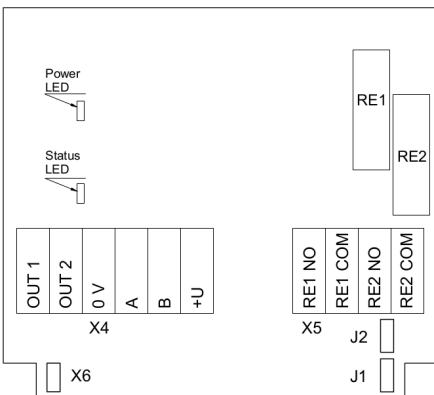 Power
LED
RE1
RE2
Status
LED
OUT 1
OUT 2
0 V
A
B
+U
RE1 NO
RE1 COM
RE2 NO
RE2 COM
X4
X5
J2
X6
J1